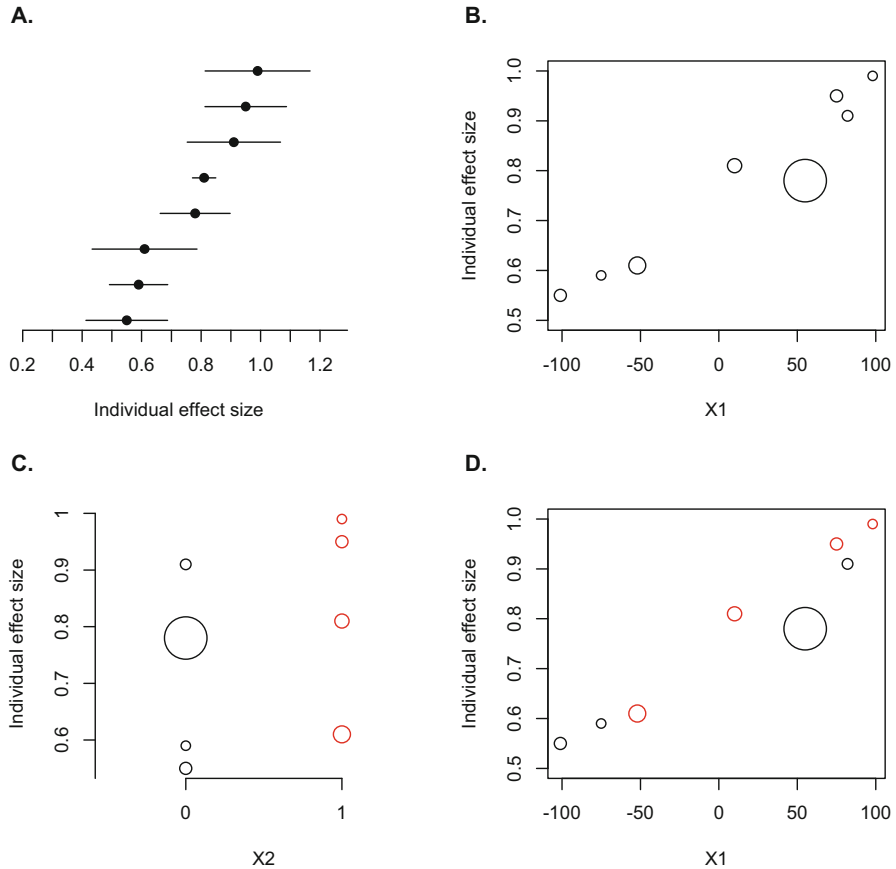 A.
0.2 0.4 0.6 0.8 1.0 1.2
Individual effect size
B.
Individual effect size
1.0
0.9
0.8
0.7
0.6
0.5
-100 -50 0 50 100
X1
C.
Individual effect size
1
0.9
0.8
0.7
0.6
0 1
X2
D.
Individual effect size
1.0
0.9
0.8
0.7
0.6
0.5
-100 -50 0 50 100
X1